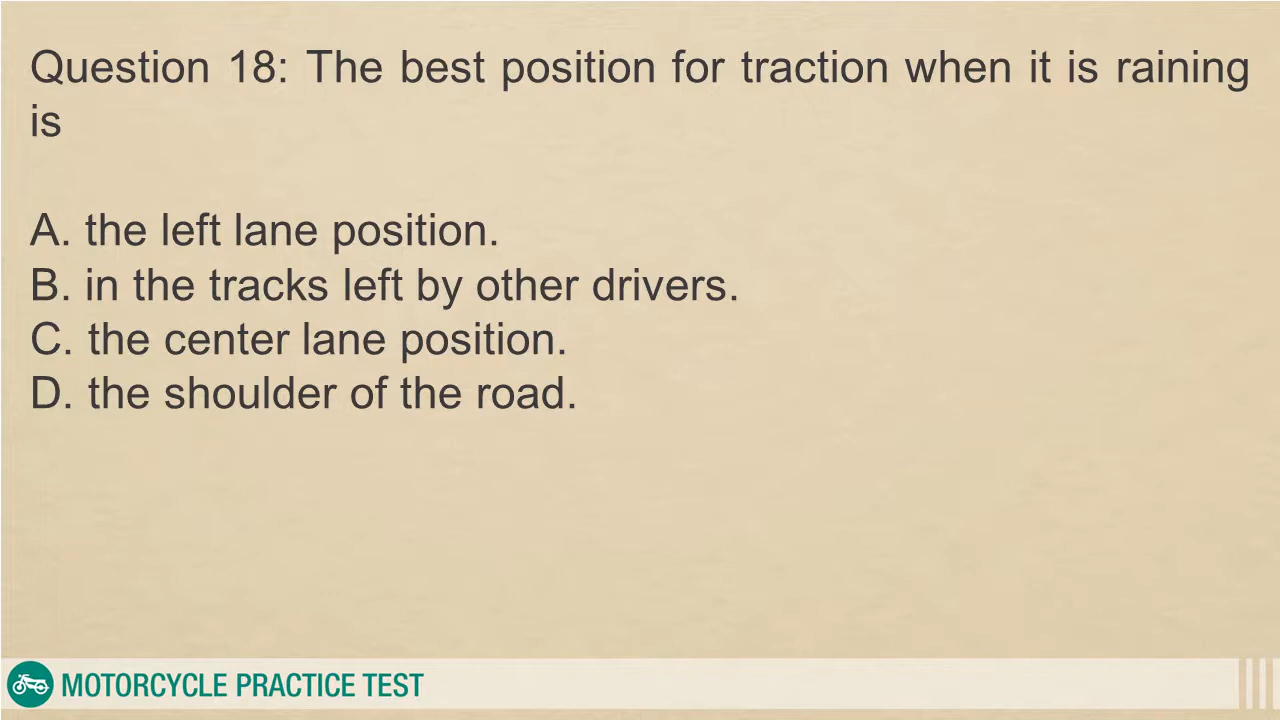 Question 18: The best position for traction when it is raining
is
A. the left lane position.
B. in the tracks left by other drivers.
C. the center lane position.
D. the shoulder of the road.
MOTORCYCLE PRACTICE TEST